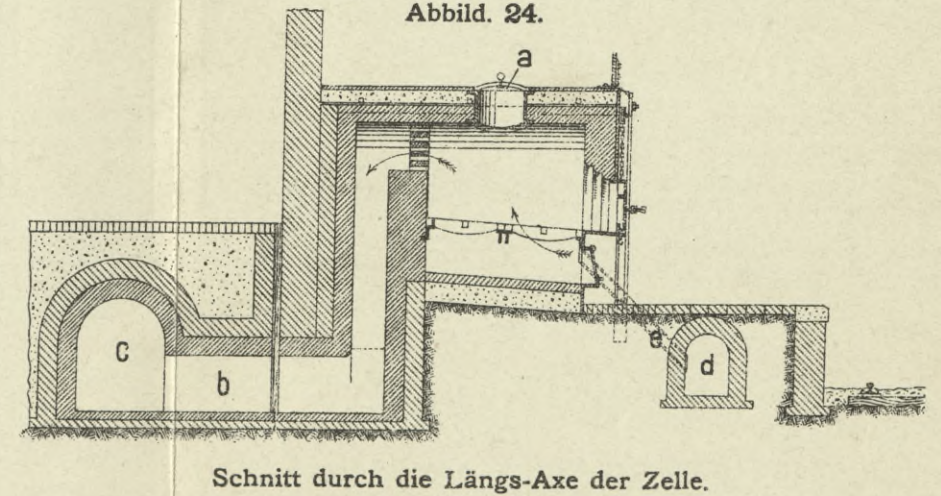 Abbild. 24.
a
c
b
e
d
Schnitt durch die Längs-Axe der Zelle.